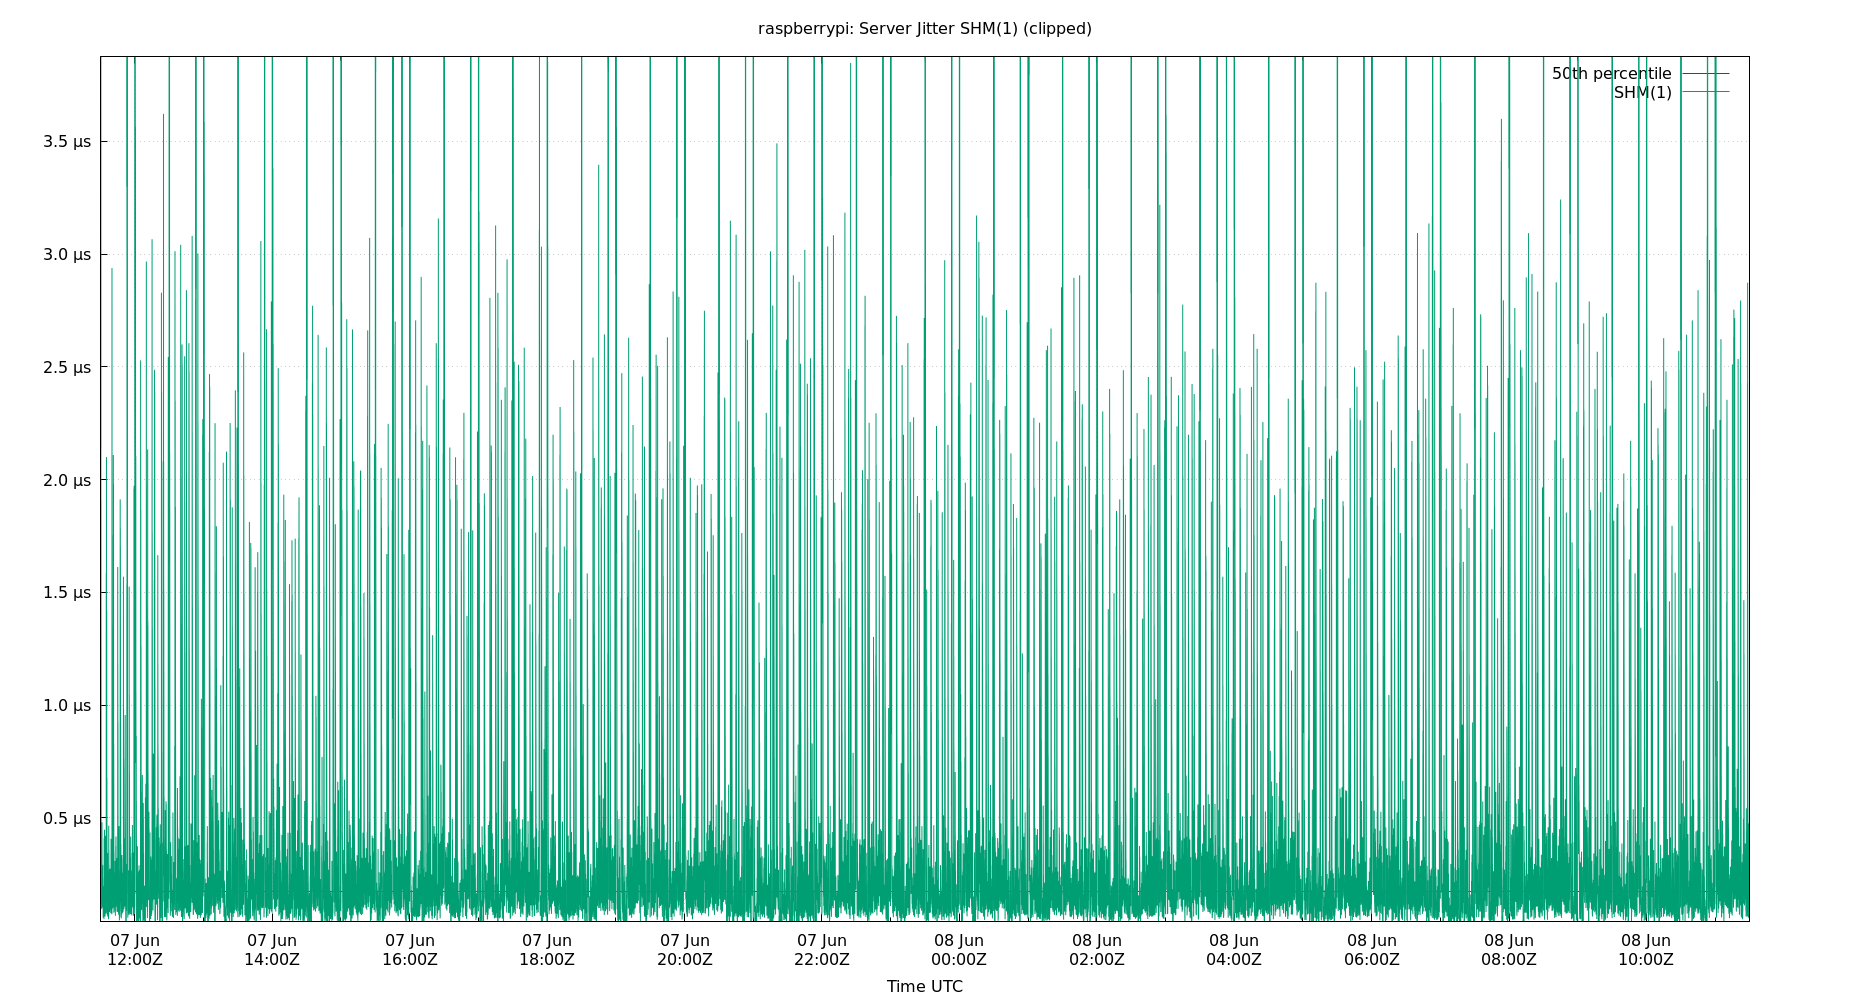 raspberrypi: Server Jitter SHM(1) (clipped)
50th percentile
SHM(1)
3.5 µs
3.0 µs
2.5 µs
2.0 µs
1.5 µs
1.0 µs
0.5 µs
07 Jun 07 Jun 07 Jun 07 Jun 07 Jun 07 Jun 08 Jun 08 Jun 08 Jun 08 Jun 08 Jun 08 Jun
12:00Z 14:00Z 16:00Z 18:00Z 20:00Z 22:00Z 00:00Z 02:00Z 04:00Z 06:00Z 08:00Z 10:00Z
Time UTC